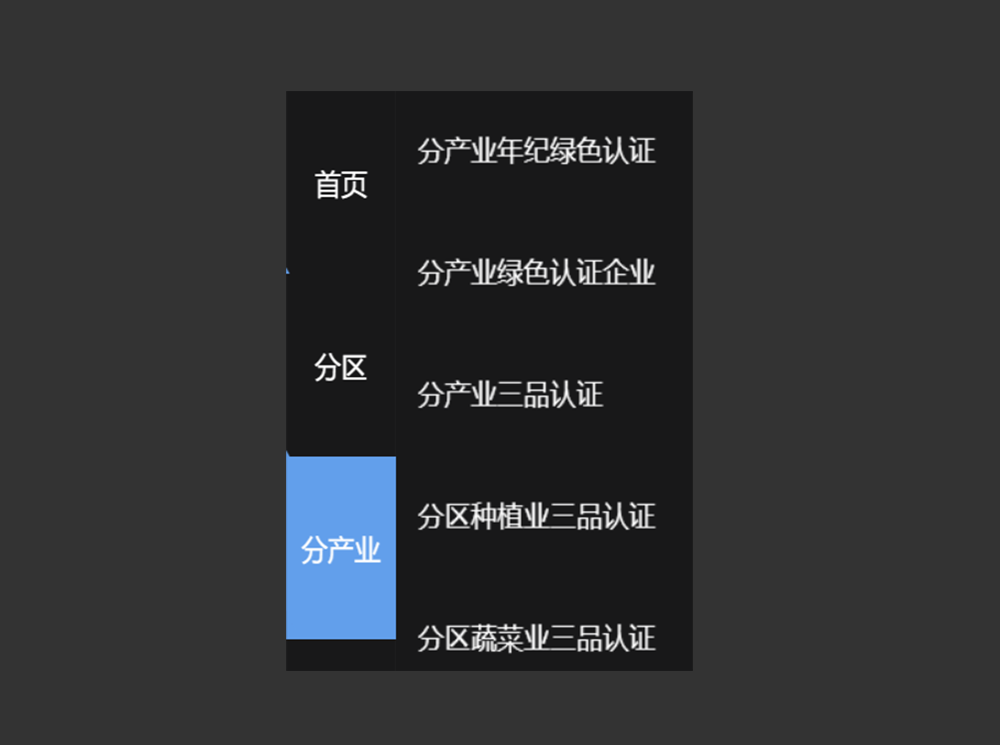 首页
分区
分产业
分产业年纪绿色认证
分产业绿色认证企业
分产业三品认证
分区种植业三品认证
分区蔬菜业三品认证